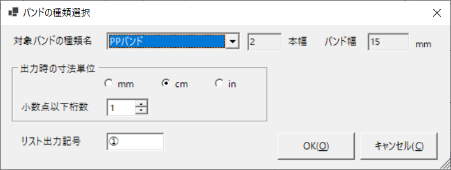 バンドの種類選択
対象バンドの種類名 PPバンド 2 本幅 バンド幅 15 mm
出力時の寸法単位
mm cm in
小数点以下桁数 1
リスト出力記号 ①
OK(O) キャンセル(C)